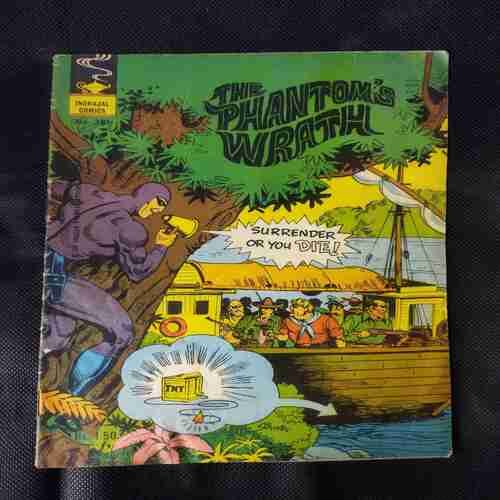 INDRAJAL
COMICS
THE
PHANTOM'S
WRATH
SURRENDER
OR YOU DIE!
TNT